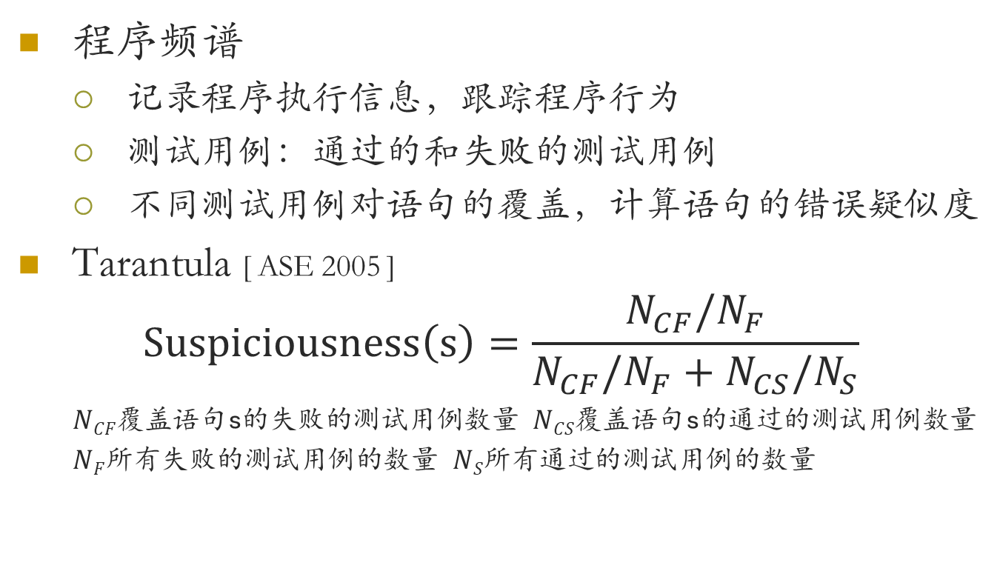 程序频谱
记录程序执行信息，跟踪程序行为
测试用例：通过的和失败的测试用例
不同测试用例对语句的覆盖，计算语句的错误疑似度
Tarantula [ ASE 2005 ]
Suspiciousness(s) = \frac{N_{CF}/N_F}{N_{CF}/N_F + N_{CS}/N_S}
N_{CF}覆盖语句s的失败的测试用例数量 N_{CS}覆盖语句s的通过的测试用例数量
N_F所有失败的测试用例的数量 N_S所有通过的测试用例的数量